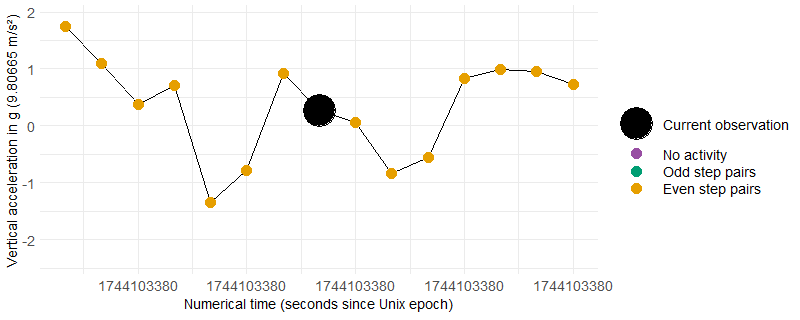 2
1
0
-1
-2
Vertical acceleration in g (9.80665 m/s²)
1744103380 1744103380 1744103380 1744103380 1744103380
Numerical time (seconds since Unix epoch)
Current observation
No activity
Odd step pairs
Even step pairs